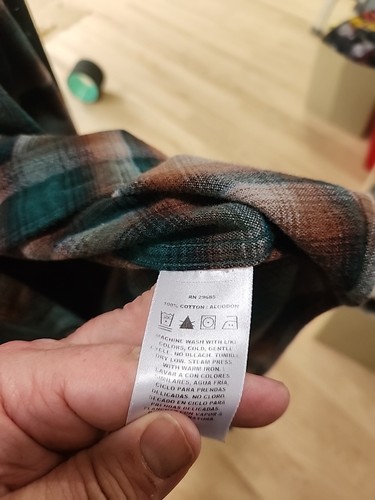 RN 29685
100% COTTON / ALGODON
MACHINE WASH WITH LIKE
COLORS, COLD, GENTLE
CYCLE, NO BLEACH, TUMBLE
DRY LOW, STEAM PRESS
WITH WARM IRON. /
LAVAR A CON COLORES
SIMILARES, AGUA FRIA,
CICLO PARA PRENDAS
DELICADAS, NO CLORO
SECADO EN CICLO PARA
PRENDAS DELICADAS,
VAPOR A